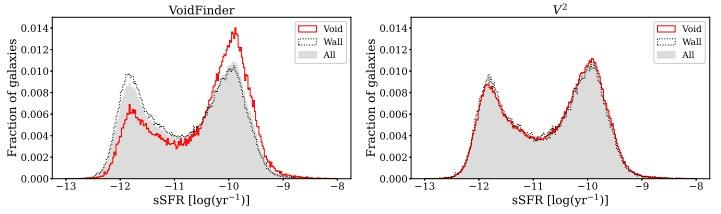 VoidFinder
Fraction of galaxies
0.014
0.012
0.010
0.008
0.006
0.004
0.002
0.000
Void
Wall
All
−13 −12 −11 −10 −9 −8
sSFR [log(yr⁻¹)]
V²
Fraction of galaxies
0.014
0.012
0.010
0.008
0.006
0.004
0.002
0.000
Void
Wall
All
−13 −12 −11 −10 −9 −8
sSFR [log(yr⁻¹)]